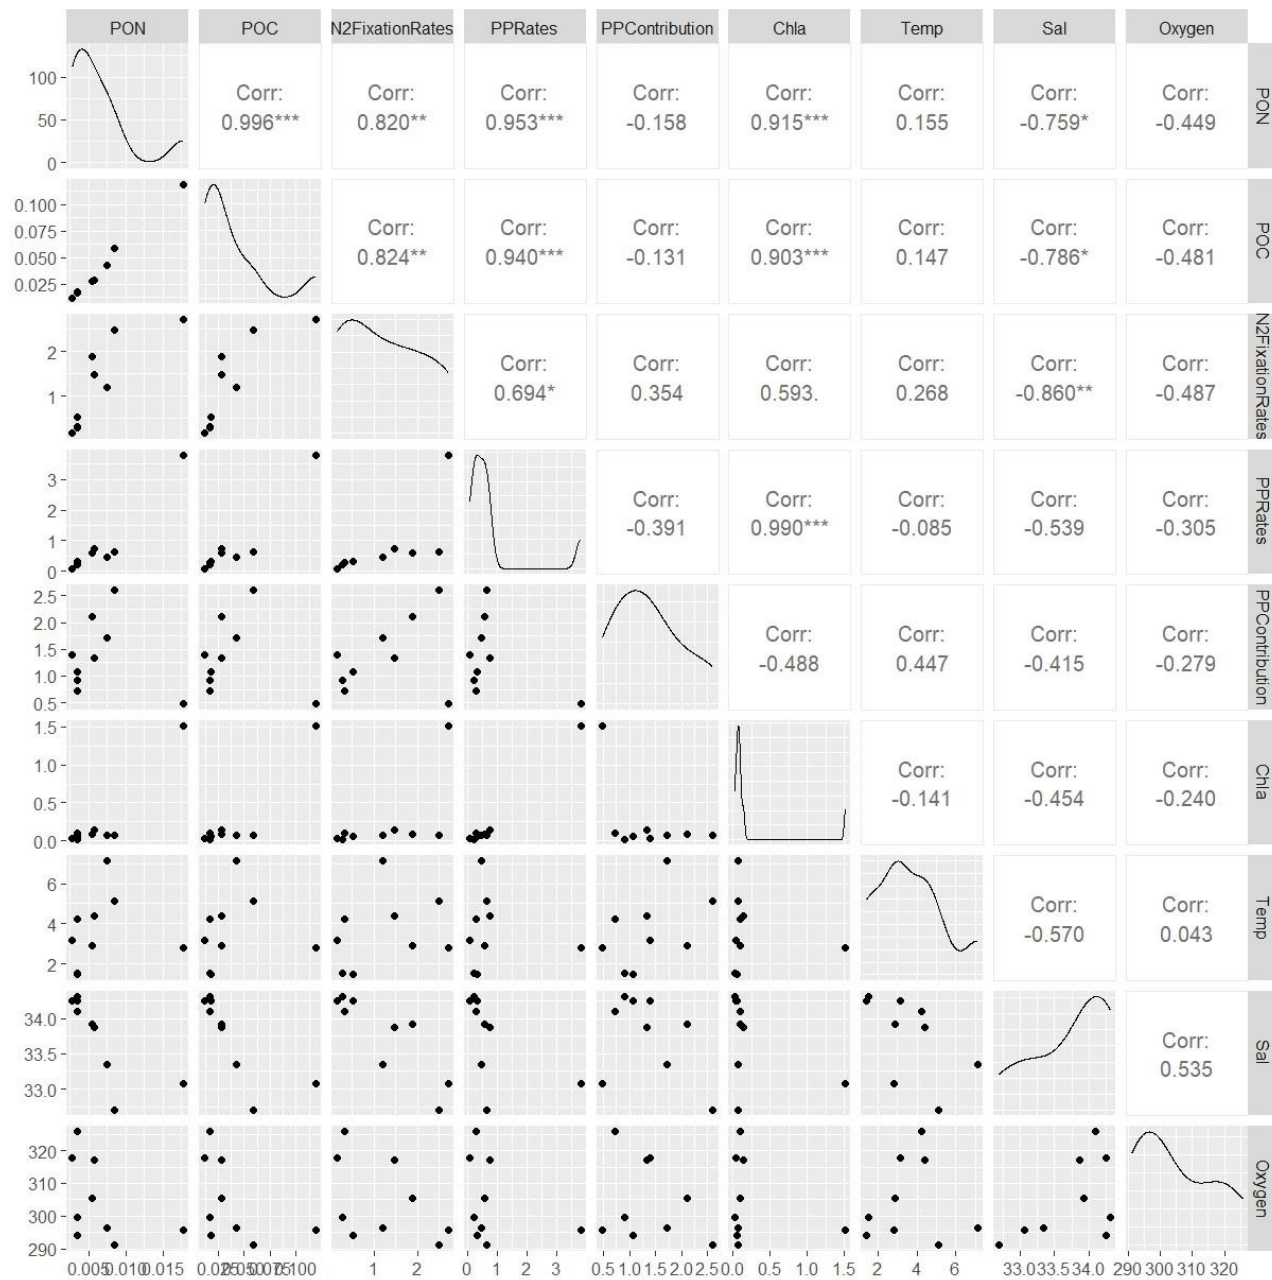 PON POC N2FixationRates PPRates PPContribution Chla Temp Sal Oxygen
100
50
0
Corr: Corr: Corr: Corr: Corr: Corr: Corr: Corr:
0.996*** 0.820** 0.953*** -0.158 0.915*** 0.155 -0.759* -0.449
PON
0.100
0.075
0.050
0.025
Corr: Corr: Corr: Corr: Corr: Corr: Corr:
0.824** 0.940*** -0.131 0.903*** 0.147 -0.786* -0.481
POC
2
1
Corr: Corr: Corr: Corr: Corr: Corr:
0.694* 0.354 0.593. 0.268 -0.860** -0.487
N2FixationRates
3
2
1
0
Corr: Corr: Corr: Corr: Corr:
-0.391 0.990*** -0.085 -0.539 -0.305
PPRates
2.5
2.0
1.5
1.0
0.5
Corr: Corr: Corr: Corr:
-0.488 0.447 -0.415 -0.279
PPContribution
1.5
1.0
0.5
0.0
Corr: Corr: Corr:
-0.141 -0.454 -0.240
Chla
6
4
2
Corr: Corr:
-0.570 0.043
Temp
34.0
33.5
33.0
Corr:
0.535
Sal
320
310
300
290
Oxygen
0.005 0.010 0.015 0.025 0.050 0.075 0.100 1 2 0 1 2 3 0.5 1.0 1.5 2.0 2.5 0.0 0.5 1.0 1.5 2 4 6 33.0 33.5 34.0 290 300 310 320